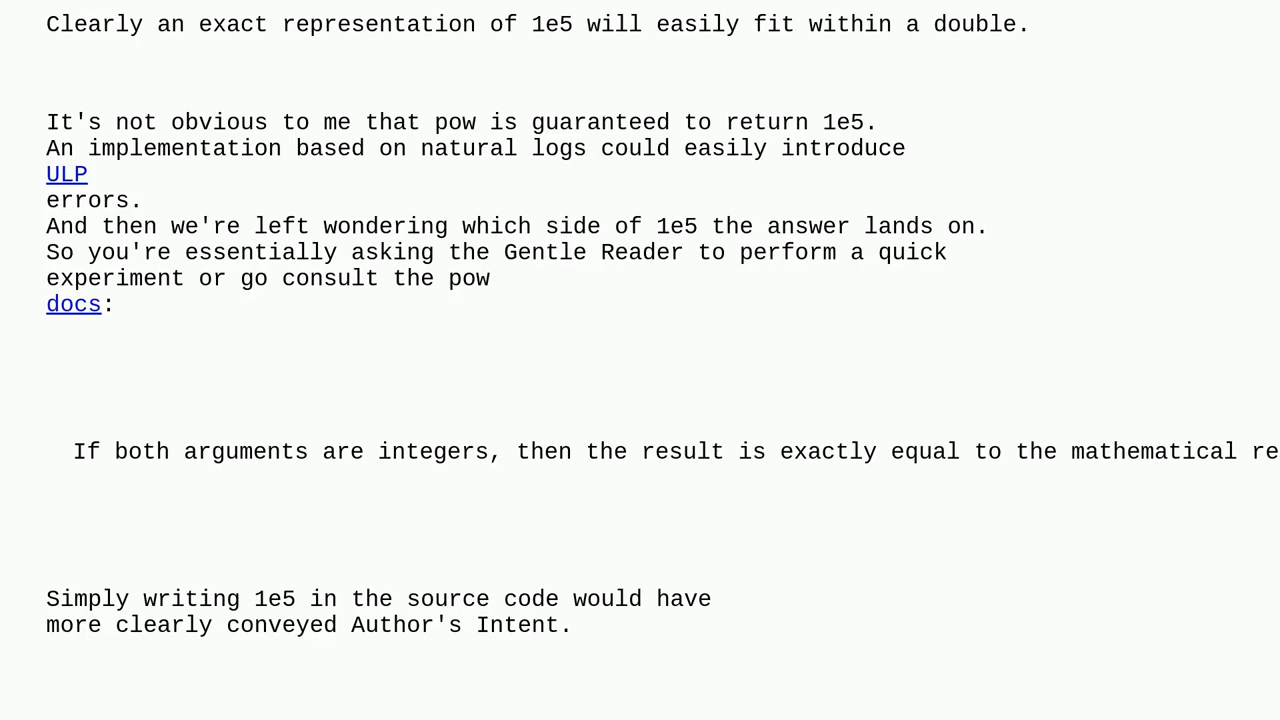 Clearly an exact representation of 1e5 will easily fit within a double.
It's not obvious to me that pow is guaranteed to return 1e5.
An implementation based on natural logs could easily introduce
ULP
errors.
And then we're left wondering which side of 1e5 the answer lands on.
So you're essentially asking the Gentle Reader to perform a quick
experiment or go consult the pow
docs:
If both arguments are integers, then the result is exactly equal to the mathematical
Simply writing 1e5 in the source code would have
more clearly conveyed Author's Intent.